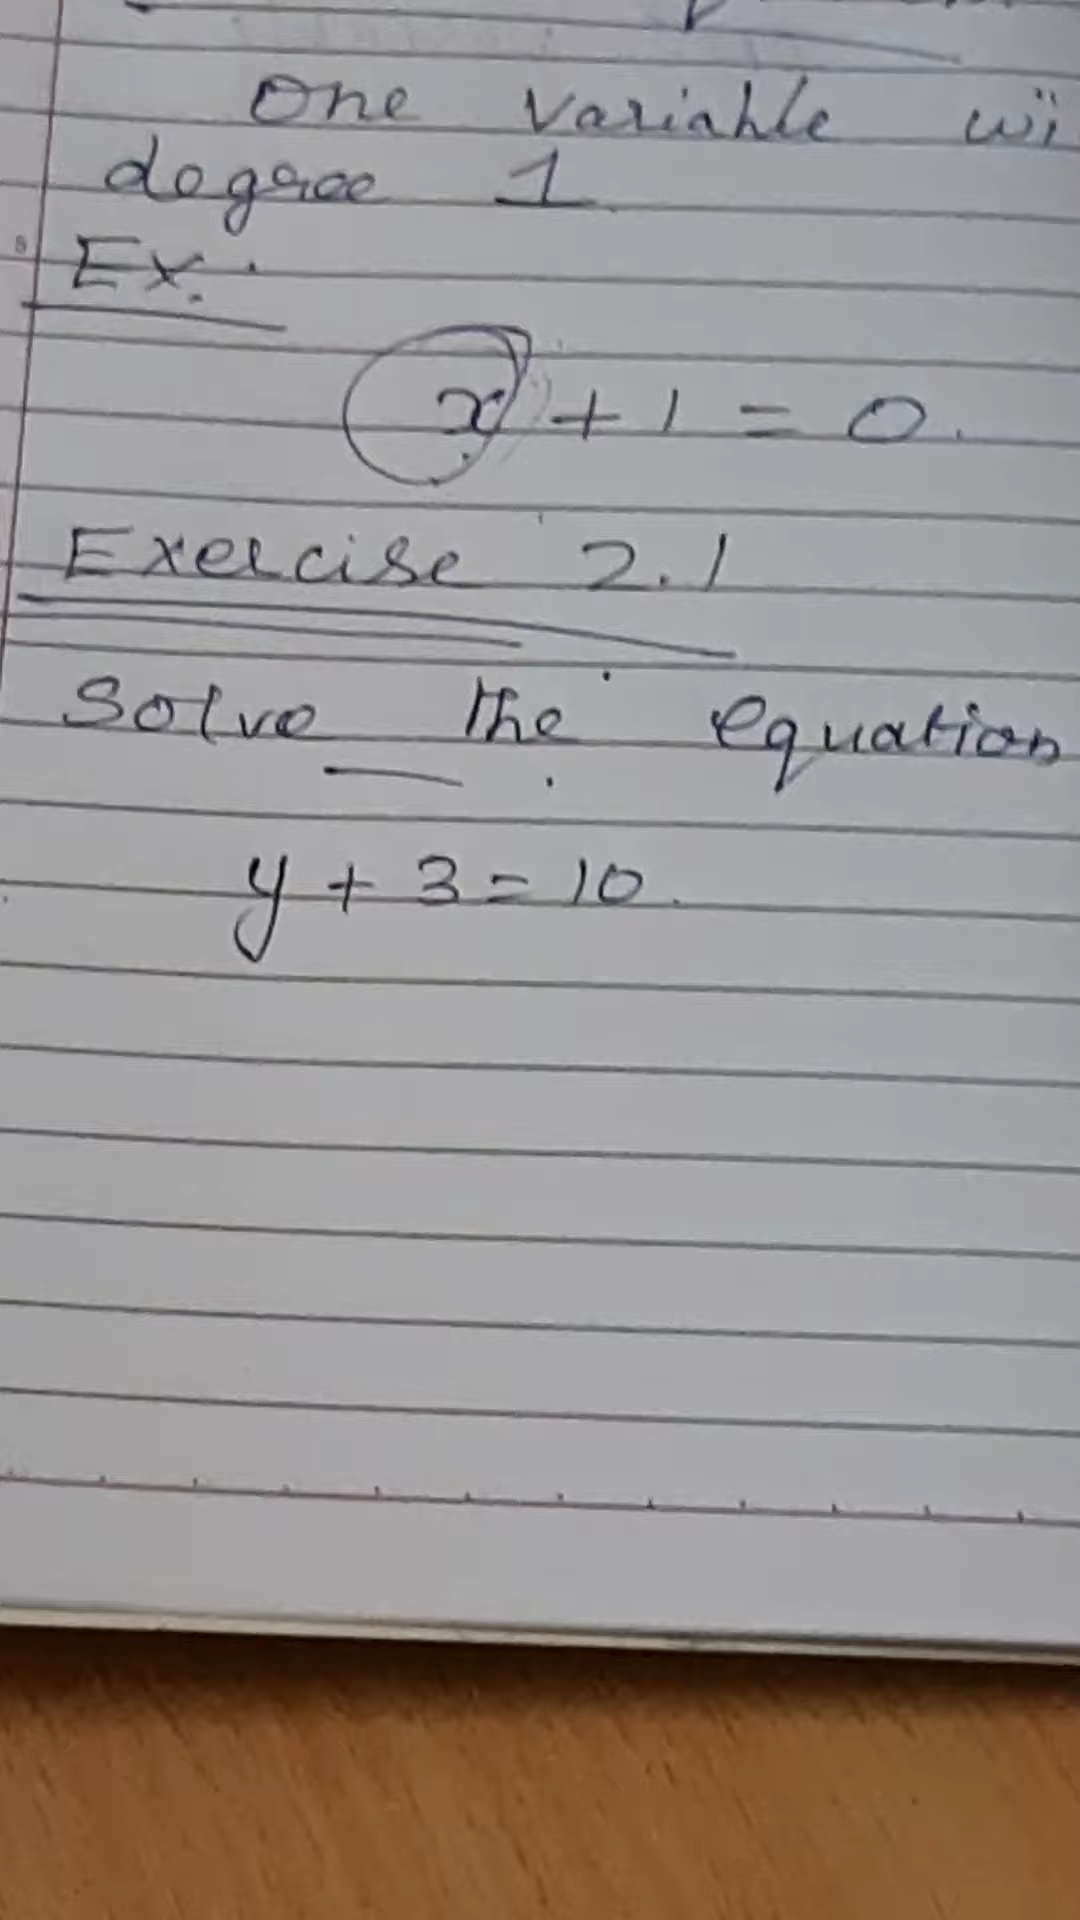 One variable
degree 1
Ex.
x + 1 = 0.
Exercise 2.1
Solve the equation
y + 3 = 10.